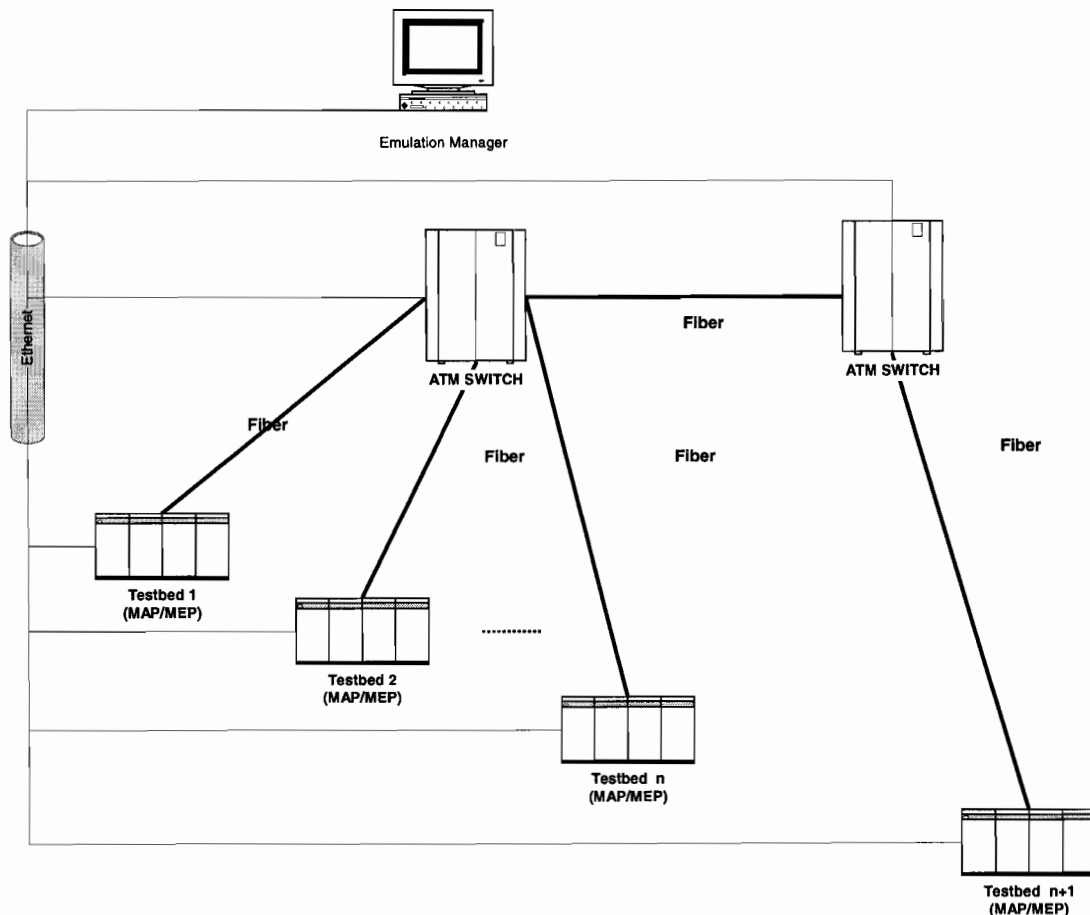 Emulation Manager
Ethernet
Fiber
ATM SWITCH
ATM SWITCH
Fiber
Fiber
Fiber
Fiber
Testbed 1
(MAP/MEP)
Testbed 2
(MAP/MEP)
Testbed n
(MAP/MEP)
Testbed n+1
(MAP/MEP)